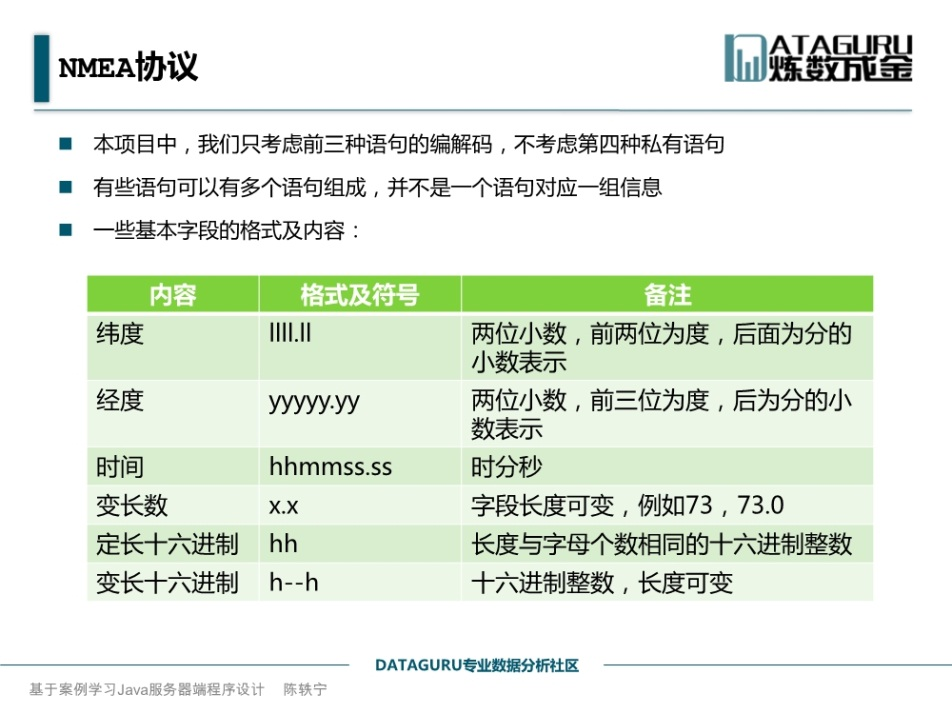 NMEA协议
DATAGURU
炼数成金
本项目中，我们只考虑前三种语句的编解码，不考虑第四种私有语句
有些语句可以有多个语句组成，并不是一个语句对应一组信息
一些基本字段的格式及内容：
内容 格式及符号 备注
纬度 llll.ll 两位小数，前两位为度，后面为分的
小数表示
经度 yyyyy.yy 两位小数，前三位为度，后为分的小
数表示
时间 hhmmss.ss 时分秒
变长数 x.x 字段长度可变，例如73，73.0
定长十六进制 hh 长度与字母个数相同的十六进制整数
变长十六进制 h--h 十六进制整数，长度可变
DATAGURU专业数据分析社区
基于案例学习Java服务器端程序设计 陈轶宁